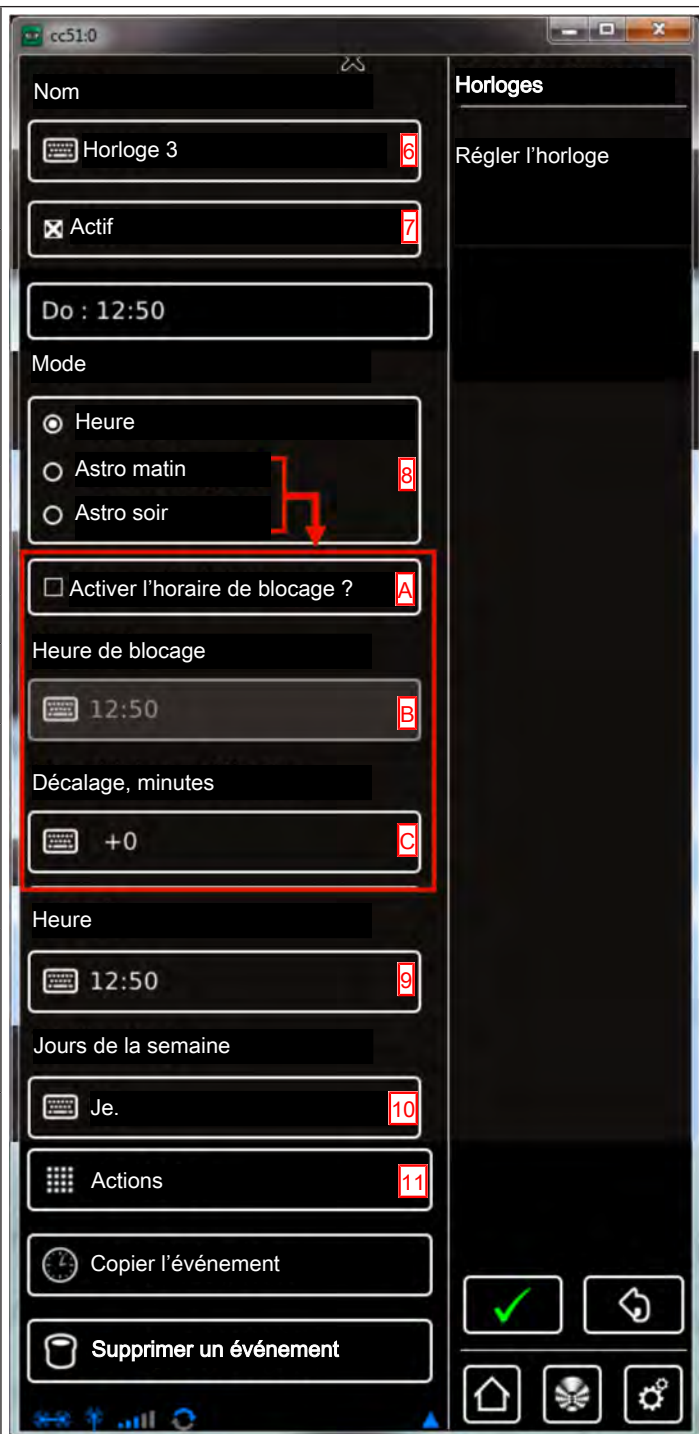 cc51:0
Nom
Horloge 3 6
Actif 7
Do : 12:50
Mode
Heure
Astro matin 8
Astro soir
Activer l'horaire de blocage ? A
Heure de blocage
12:50 B
Décalage, minutes
+0 C
Heure
12:50 9
Jours de la semaine
Je. 10
Actions 11
Copier l'événement
Supprimer un événement
Horloges
Régler l'horloge